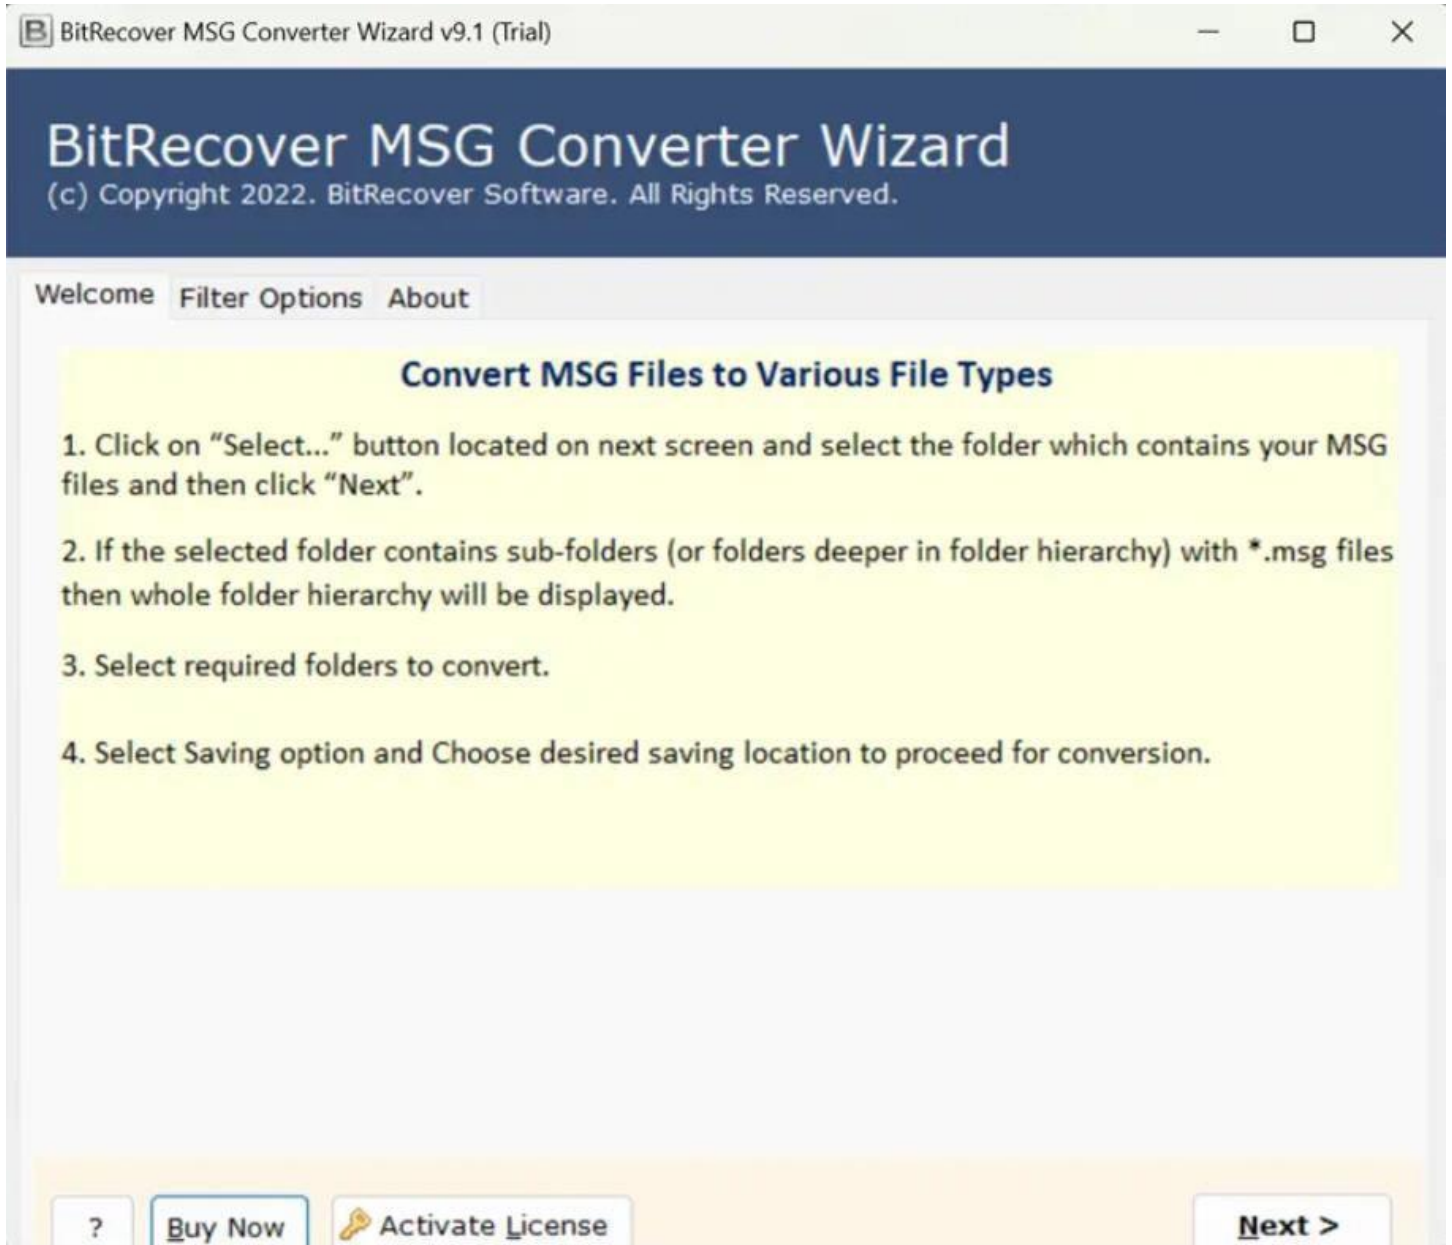 BitRecover MSG Converter Wizard v9.1 (Trial)
BitRecover MSG Converter Wizard
(c) Copyright 2022. BitRecover Software. All Rights Reserved.
Welcome Filter Options About
Convert MSG Files to Various File Types
1. Click on “Select...” button located on next screen and select the folder which contains your MSG
files and then click “Next”.
2. If the selected folder contains sub-folders (or folders deeper in folder hierarchy) with *.msg files
then whole folder hierarchy will be displayed.
3. Select required folders to convert.
4. Select Saving option and Choose desired saving location to proceed for conversion.
? Buy Now Activate License Next >